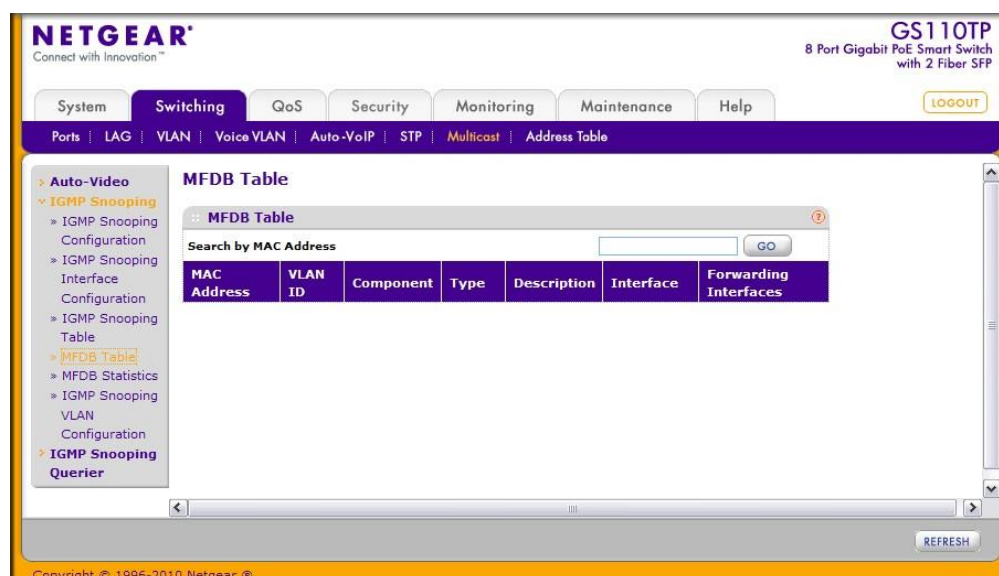 NETGEAR®
Connect with Innovation™
GS110TP
8 Port Gigabit PoE Smart Switch
with 2 Fiber SFP
System Switching QoS Security Monitoring Maintenance Help LOGOUT
Ports | LAG | VLAN | Voice VLAN | Auto-VoIP | STP | Multicast | Address Table
Auto-Video
IGMP Snooping
» IGMP Snooping
Configuration
» IGMP Snooping
Interface
Configuration
» IGMP Snooping
Table
» MFDB Table
» MFDB Statistics
» IGMP Snooping
VLAN
Configuration
IGMP Snooping
Querier
MFDB Table
MFDB Table ?
Search by MAC Address GO
MAC Address VLAN ID Component Type Description Interface Forwarding Interfaces
REFRESH
Copyright © 1996-2010 Netgear ®